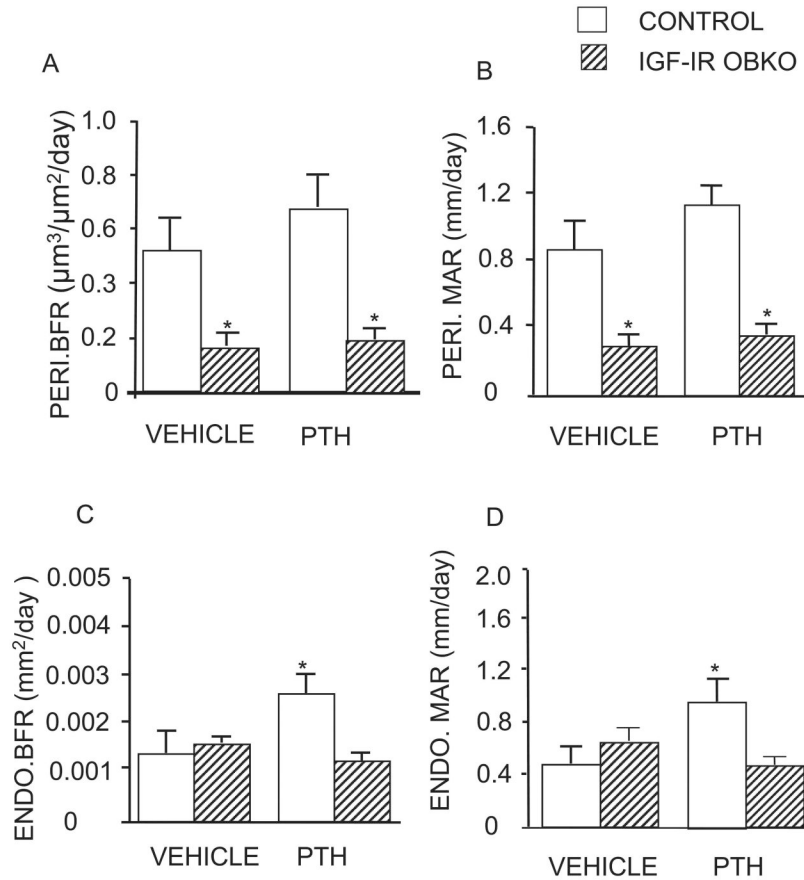 CONTROL
IGF-IR OBKO
A
PERI.BFR (µm³/µm²/day)
1.0
0.8
0.6
0.3
0.2
0
*
*
VEHICLE PTH
B
PERI. MAR (mm/day)
1.6
1.2
0.8
0.4
0
*
*
VEHICLE PTH
C
ENDO.BFR (mm²/day )
0.005
0.002
0.003
0.002
0.001
0
*
VEHICLE PTH
D
ENDO. MAR (mm/day)
2.0
1.6
1.2
0.8
0.4
0
*
VEHICLE PTH